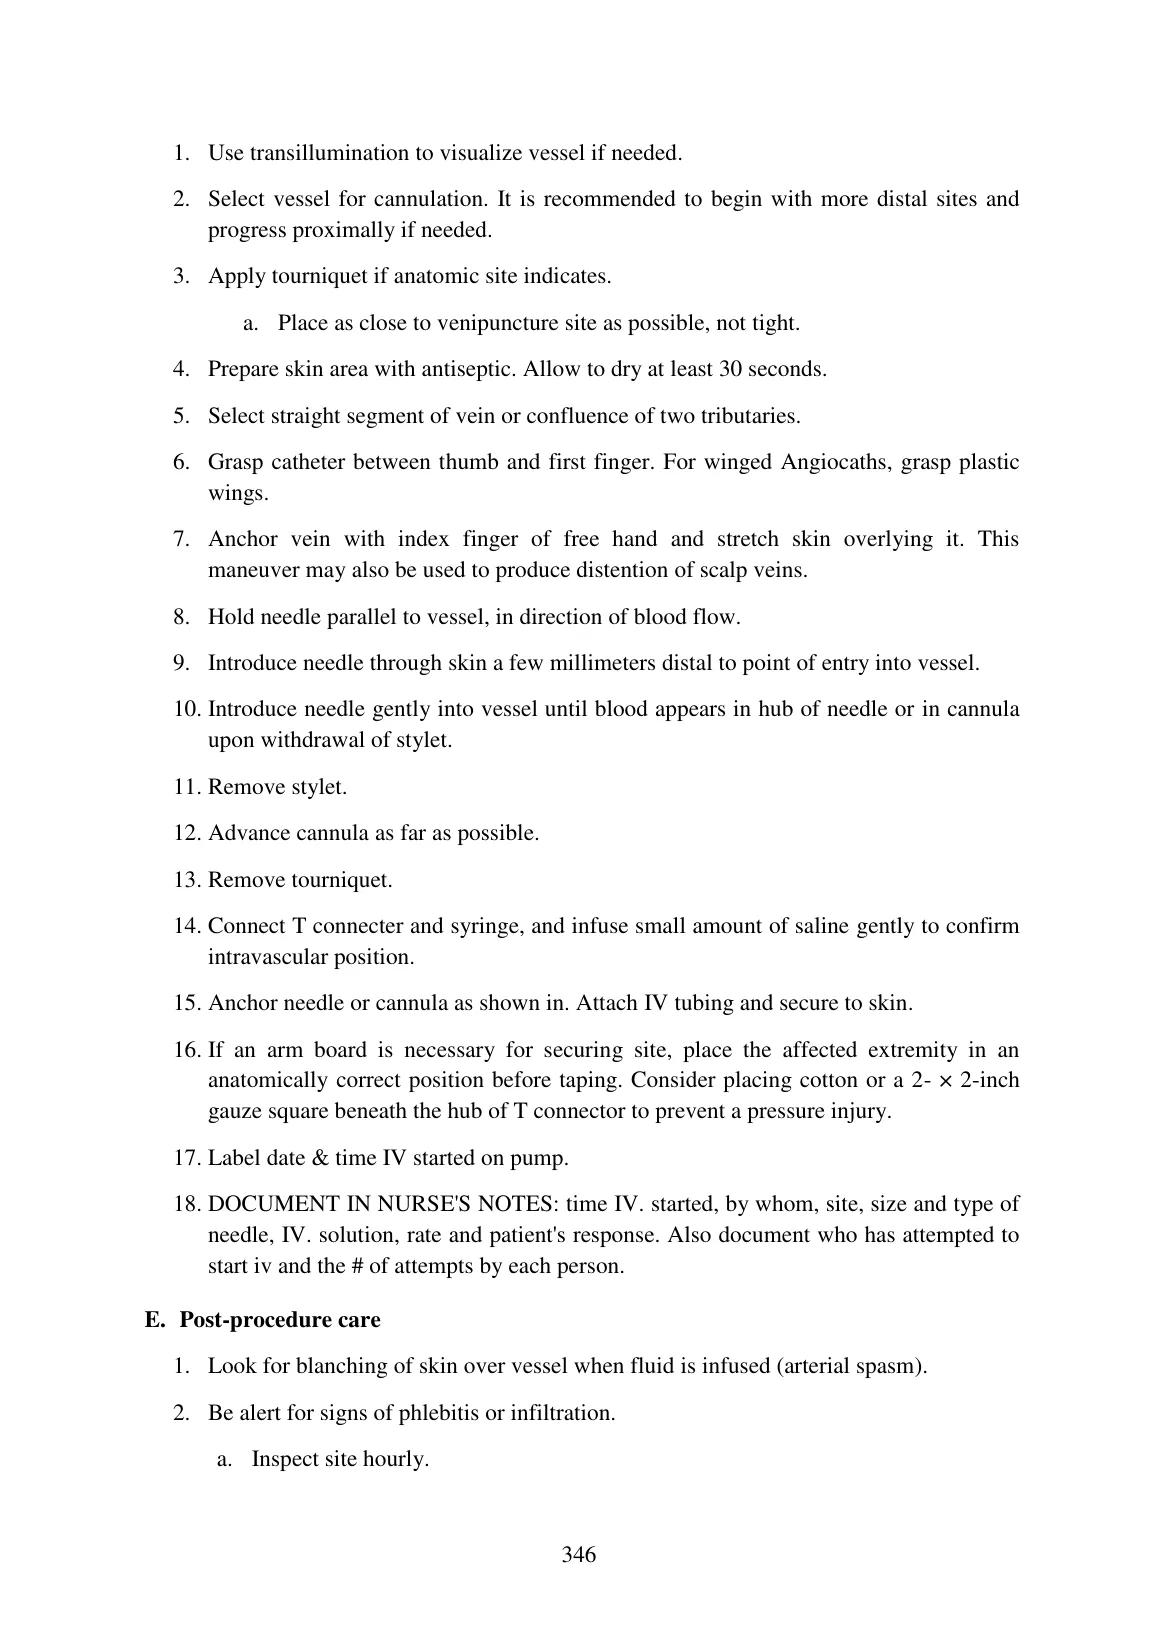 1. Use transillumination to visualize vessel if needed.
2. Select vessel for cannulation. It is recommended to begin with more distal sites and
progress proximally if needed.
3. Apply tourniquet if anatomic site indicates.
a. Place as close to venipuncture site as possible, not tight.
4. Prepare skin area with antiseptic. Allow to dry at least 30 seconds.
5. Select straight segment of vein or confluence of two tributaries.
6. Grasp catheter between thumb and first finger. For winged Angiocaths, grasp plastic
wings.
7. Anchor vein with index finger of free hand and stretch skin overlying it. This
maneuver may also be used to produce distention of scalp veins.
8. Hold needle parallel to vessel, in direction of blood flow.
9. Introduce needle through skin a few millimeters distal to point of entry into vessel.
10. Introduce needle gently into vessel until blood appears in hub of needle or in cannula
upon withdrawal of stylet.
11. Remove stylet.
12. Advance cannula as far as possible.
13. Remove tourniquet.
14. Connect T connecter and syringe, and infuse small amount of saline gently to confirm
intravascular position.
15. Anchor needle or cannula as shown in. Attach IV tubing and secure to skin.
16. If an arm board is necessary for securing site, place the affected extremity in an
anatomically correct position before taping. Consider placing cotton or a 2- × 2-inch
gauze square beneath the hub of T connector to prevent a pressure injury.
17. Label date & time IV started on pump.
18. DOCUMENT IN NURSE'S NOTES: time IV. started, by whom, site, size and type of
needle, IV. solution, rate and patient's response. Also document who has attempted to
start iv and the # of attempts by each person.
E. Post-procedure care
1. Look for blanching of skin over vessel when fluid is infused (arterial spasm).
2. Be alert for signs of phlebitis or infiltration.
a. Inspect site hourly.
346